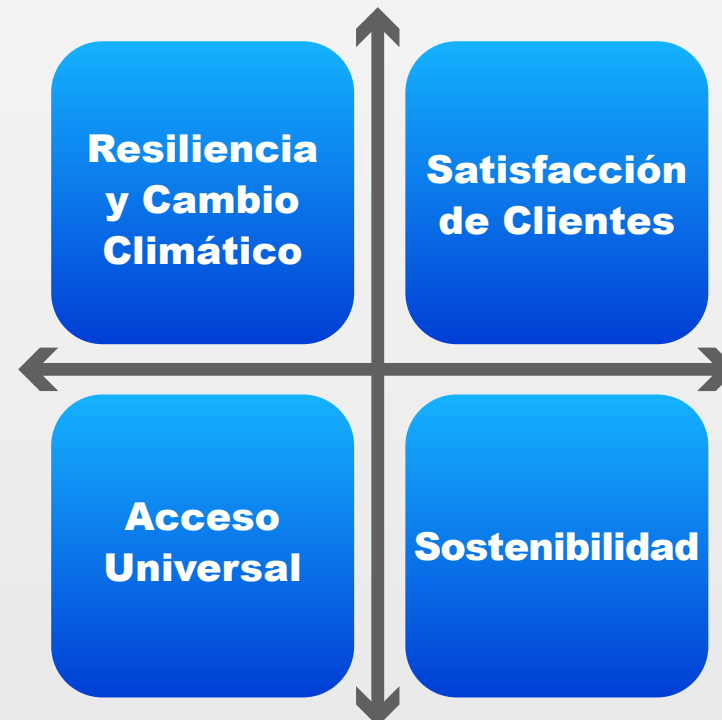 Resiliencia
y Cambio
Climático
Satisfacción
de Clientes
Acceso
Universal
Sostenibilidad